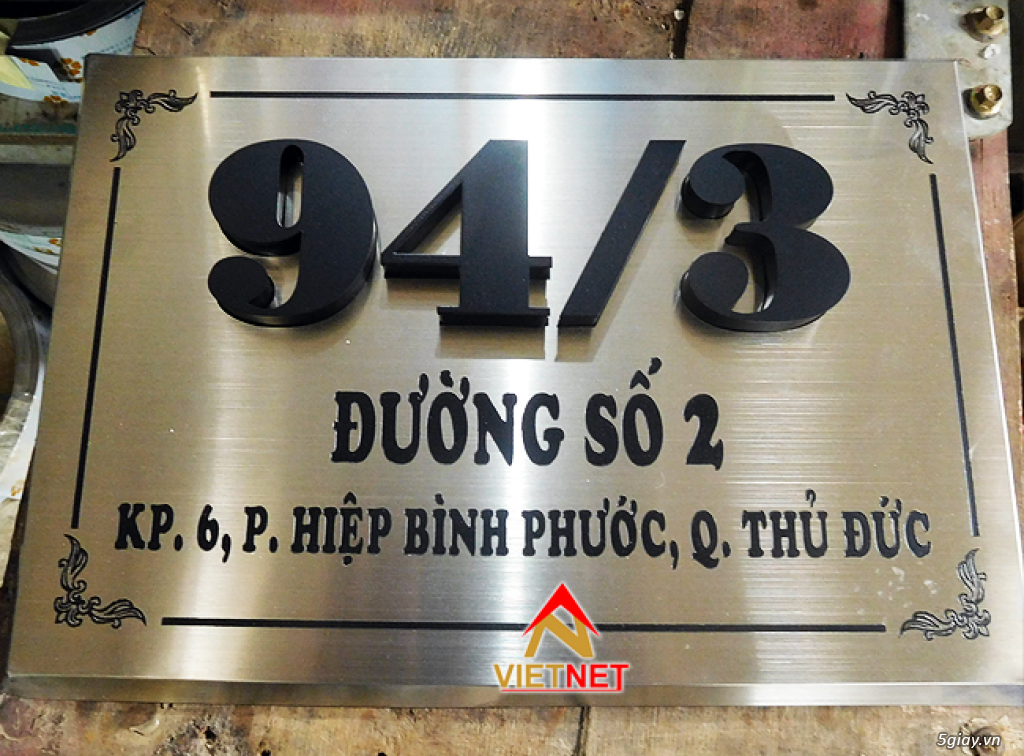 94/3
ĐƯỜNG SỐ 2
KP. 6, P. HIỆP BÌNH PHƯỚC, Q. THỦ ĐỨC
VIETNET
5giay.vn